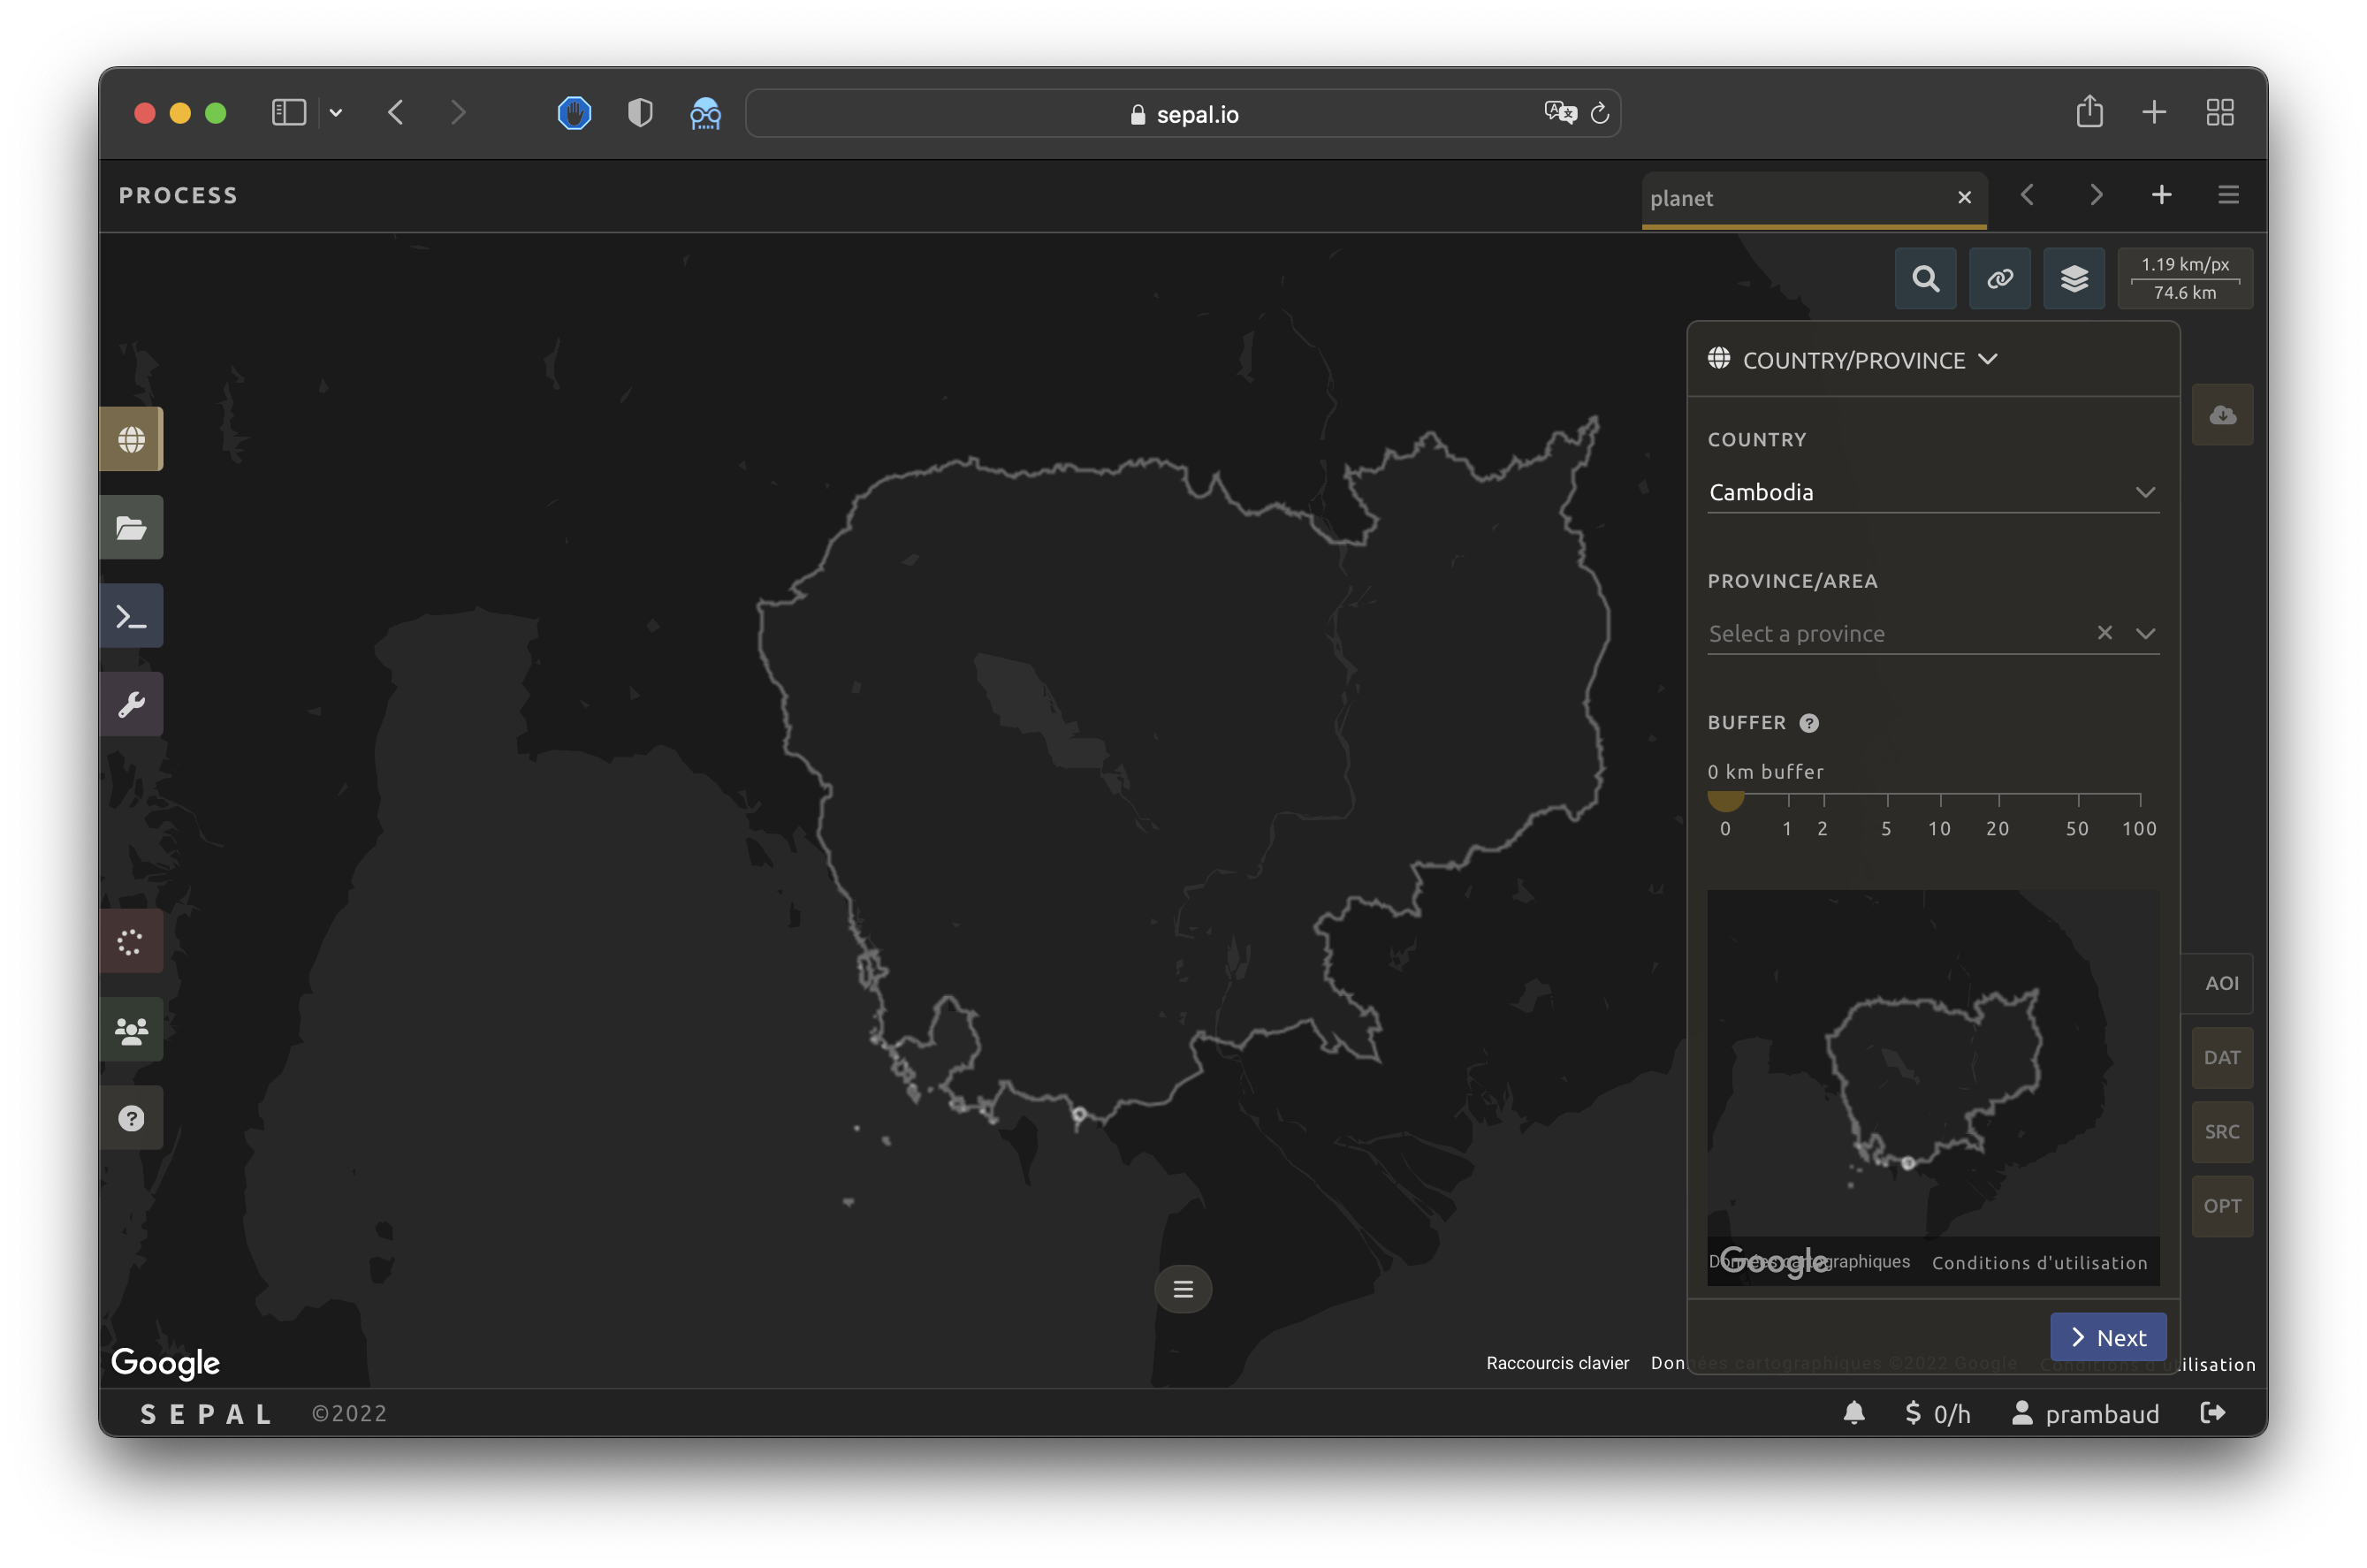 sepal.io
PROCESS
planet
1.19 km/px
74.6 km
COUNTRY/PROVINCE
COUNTRY
Cambodia
PROVINCE/AREA
Select a province
BUFFER
0 km buffer
0 1 2 5 10 20 50 100
AOI
DAT
SRC
OPT
Google
Données cartographiques
Conditions d'utilisation
Next
Google
Raccourcis clavier
Données cartographiques ©2022 Google
Conditions d'utilisation
SEPAL ©2022
$ 0/h
prambaud